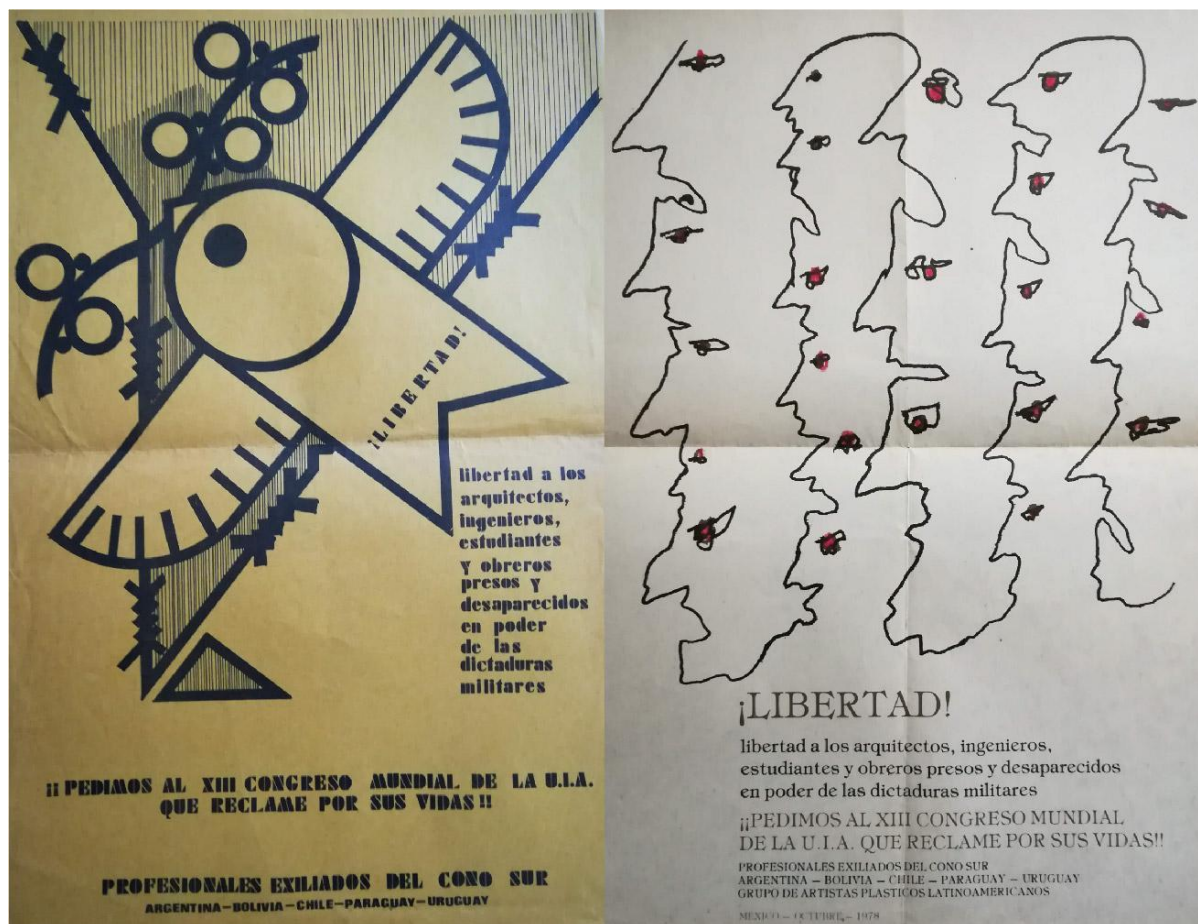 ¡LIBERTAD!
libertad a los
arquitectos,
ingenieros,
estudiantes
y obreros
presos y
desaparecidos
en poder
de las
dictaduras
militares
¡¡PEDIMOS AL XIII CONGRESO MUNDIAL DE LA U.I.A.
QUE RECLAME POR SUS VIDAS!!
PROFESIONALES EXILIADOS DEL CONO SUR
ARGENTINA-BOLIVIA-CHILE-PARAGUAY-URUGUAY
¡LIBERTAD!
libertad a los arquitectos, ingenieros,
estudiantes y obreros presos y desaparecidos
en poder de las dictaduras militares
¡¡PEDIMOS AL XIII CONGRESO MUNDIAL
DE LA U.I.A. QUE RECLAME POR SUS VIDAS!!
PROFESIONALES EXILIADOS DEL CONO SUR
ARGENTINA – BOLIVIA – CHILE – PARAGUAY – URUGUAY
GRUPO DE ARTISTAS PLASTICOS LATINOAMERICANOS
MEXICO – OCTUBRE – 1978